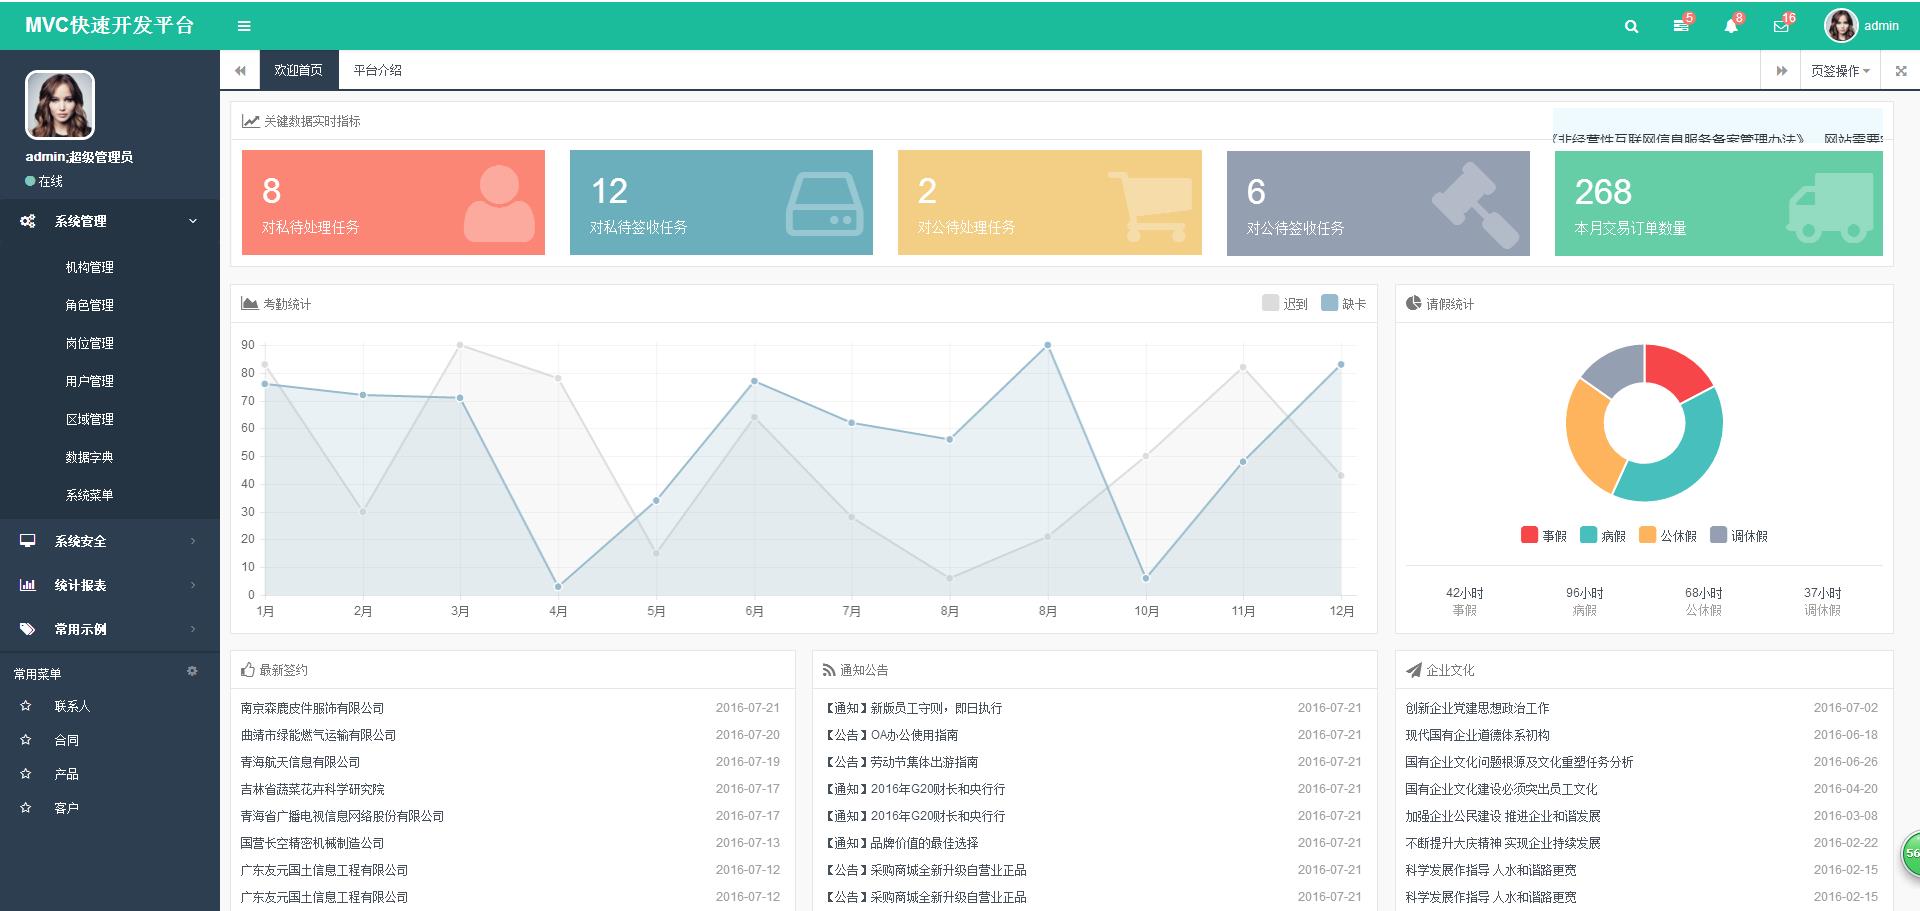 MVC快速开发平台
5
8
16
admin
欢迎首页
平台介绍
页签操作
admin;超级管理员
在线
系统管理
机构管理
角色管理
岗位管理
用户管理
区域管理
数据字典
系统菜单
系统安全
统计报表
常用示例
常用菜单
联系人
合同
产品
客户
关键数据实时指标
《非经营性互联网信息服务备案管理办法》 网站需要
8
对私待处理任务
12
对私待签收任务
2
对公待处理任务
6
对公待签收任务
268
本月交易订单数量
考勤统计
迟到
缺卡
90
80
70
60
50
40
30
20
10
0
1月 2月 3月 4月 5月 6月 7月 8月 8月 10月 11月 12月
请假统计
事假 病假 公休假 调休假
42小时 96小时 68小时 37小时
事假 病假 公休假 调休假
最新签约
南京森鹿皮件服饰有限公司 2016-07-21
曲靖市绿能燃气运输有限公司 2016-07-20
青海航天信息有限公司 2016-07-19
吉林省蔬菜花卉科学研究院 2016-07-17
青海省广播电视信息网络股份有限公司 2016-07-17
国营长空精密机械制造公司 2016-07-13
广东友元国土信息工程有限公司 2016-07-12
广东友元国土信息工程有限公司 2016-07-12
通知公告
【通知】新版员工守则，即日执行 2016-07-21
【公告】OA办公使用指南 2016-07-21
【公告】劳动节集体出游指南 2016-07-21
【通知】2016年G20财长和央行行 2016-07-21
【通知】2016年G20财长和央行行 2016-07-21
【通知】品牌价值的最佳选择 2016-07-21
【公告】采购商城全新升级自营业正品 2016-07-21
【公告】采购商城全新升级自营业正品 2016-07-21
企业文化
创新企业党建思想政治工作 2016-07-02
现代国有企业道德体系初构 2016-06-18
国有企业文化问题根源及文化重塑任务分析 2016-06-26
国有企业文化建设必须突出员工文化 2016-04-20
加强企业公民建设 推进企业和谐发展 2016-03-08
不断提升大庆精神 实现企业持续发展 2016-02-22
科学发展作指导 人水和谐路更宽 2016-02-15
科学发展作指导 人水和谐路更宽 2016-02-15
56